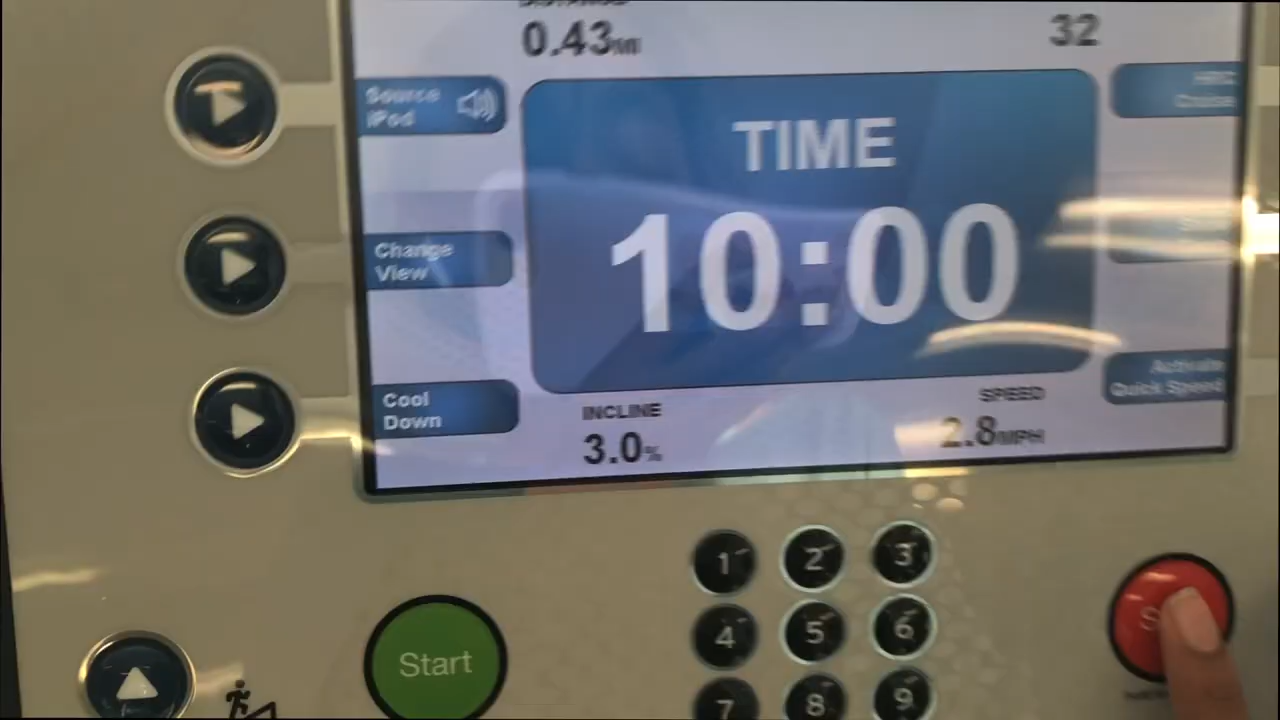 DISTANCE
0.43MI
32
Source
iPod
TIME
10:00
Change
View
Cool
Down
Activate
Quick Speed
INCLINE
3.0%
SPEED
2.8MPH
1 2 3
4 5 6
7 8 9
Start